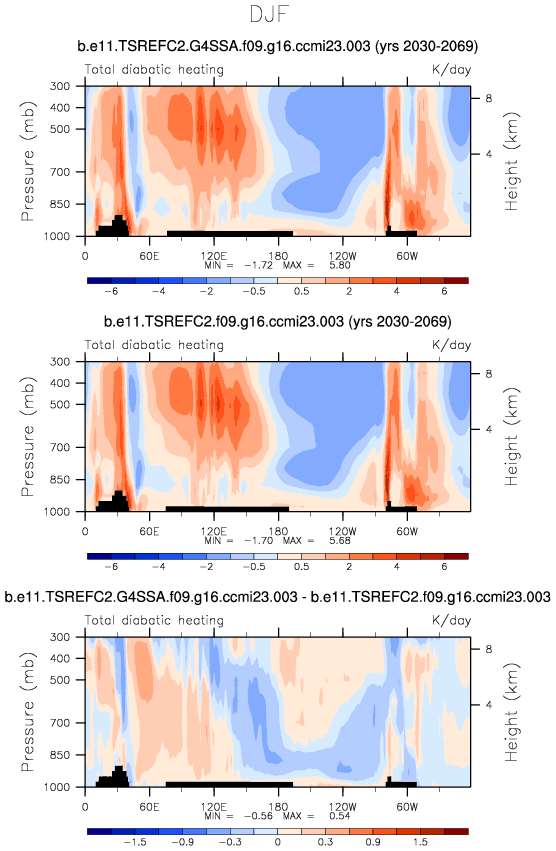 DJF
b.e11.TSREFC2.G4SSA.f09.g16.ccmi23.003 (yrs 2030-2069)
Total diabatic heating K/day
300
400
500
700
850
1000
Pressure (mb)
8
4
Height (km)
0 60E 120E 180 120W 60W
MIN = -1.72 MAX = 5.80
-6 -4 -2 -0.5 0.5 2 4 6
b.e11.TSREFC2.f09.g16.ccmi23.003 (yrs 2030-2069)
Total diabatic heating K/day
300
400
500
700
850
1000
Pressure (mb)
8
4
Height (km)
0 60E 120E 180 120W 60W
MIN = -1.70 MAX = 5.68
-6 -4 -2 -0.5 0.5 2 4 6
b.e11.TSREFC2.G4SSA.f09.g16.ccmi23.003 - b.e11.TSREFC2.f09.g16.ccmi23.003
Total diabatic heating K/day
300
400
500
700
850
1000
Pressure (mb)
8
4
Height (km)
0 60E 120E 180 120W 60W
MIN = -0.56 MAX = 0.54
-1.5 -0.9 -0.3 0 0.3 0.9 1.5